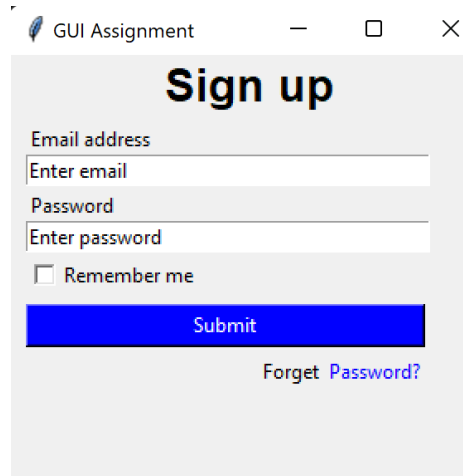 GUI Assignment
Sign up
Email address
Enter email
Password
Enter password
Remember me
Submit
Forget Password?